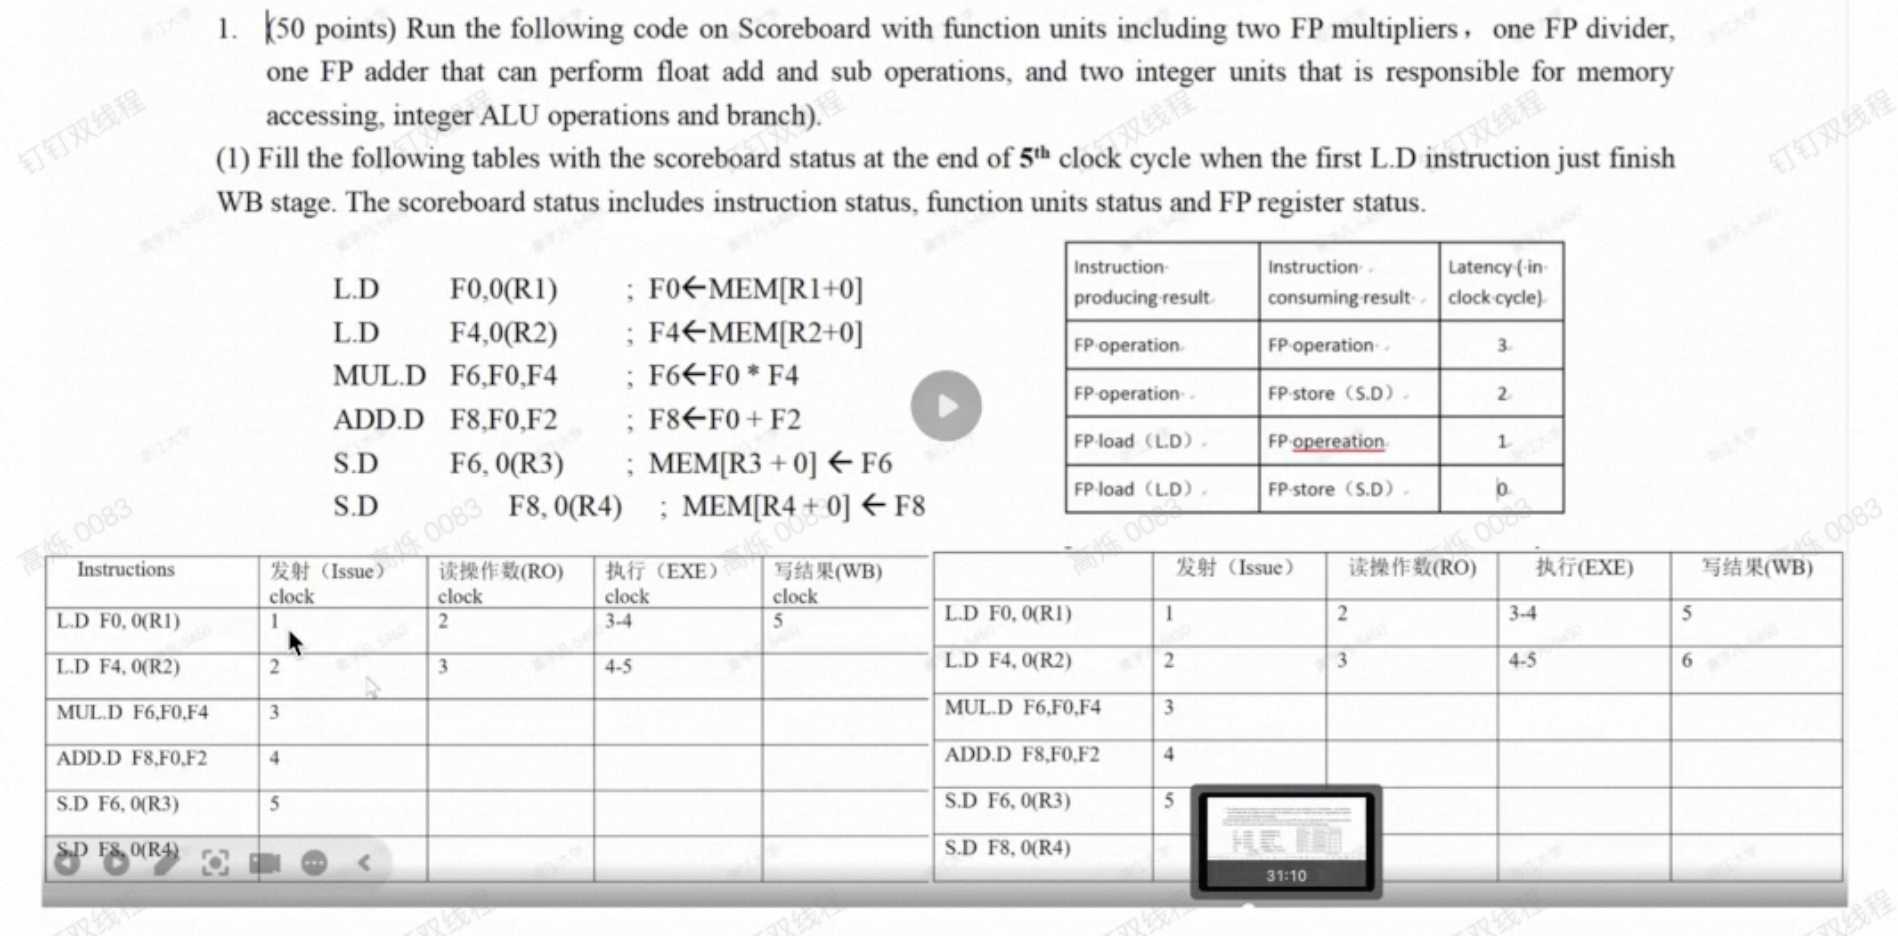 1. (50 points) Run the following code on Scoreboard with function units including two FP multipliers， one FP divider,
one FP adder that can perform float add and sub operations, and two integer units that is responsible for memory
accessing, integer ALU operations and branch).
(1) Fill the following tables with the scoreboard status at the end of 5th clock cycle when the first L.D instruction just finish
WB stage. The scoreboard status includes instruction status, function units status and FP register status.
L.D F0,0(R1) ; F0←MEM[R1+0]
L.D F4,0(R2) ; F4←MEM[R2+0]
MUL.D F6,F0,F4 ; F6←F0 * F4
ADD.D F8,F0,F2 ; F8←F0 + F2
S.D F6, 0(R3) ; MEM[R3 + 0] ← F6
S.D F8, 0(R4) ; MEM[R4 + 0] ← F8
Instruction producing result Instruction consuming result Latency ( in clock cycle)
FP operation FP operation 3
FP operation FP store（S.D） 2
FP load（L.D） FP opereation 1
FP load（L.D） FP store（S.D） 0
Instructions 发射（Issue） clock 读操作数(RO) clock 执行（EXE） clock 写结果(WB) clock
L.D F0, 0(R1) 1 2 3-4 5
L.D F4, 0(R2) 2 3 4-5
MUL.D F6,F0,F4 3
ADD.D F8,F0,F2 4
S.D F6, 0(R3) 5
S.D F8, 0(R4)
发射（Issue） 读操作数(RO) 执行(EXE) 写结果(WB)
L.D F0, 0(R1) 1 2 3-4 5
L.D F4, 0(R2) 2 3 4-5 6
MUL.D F6,F0,F4 3
ADD.D F8,F0,F2 4
S.D F6, 0(R3) 5
S.D F8, 0(R4)
31:10
钉钉双线程
高烁 0083